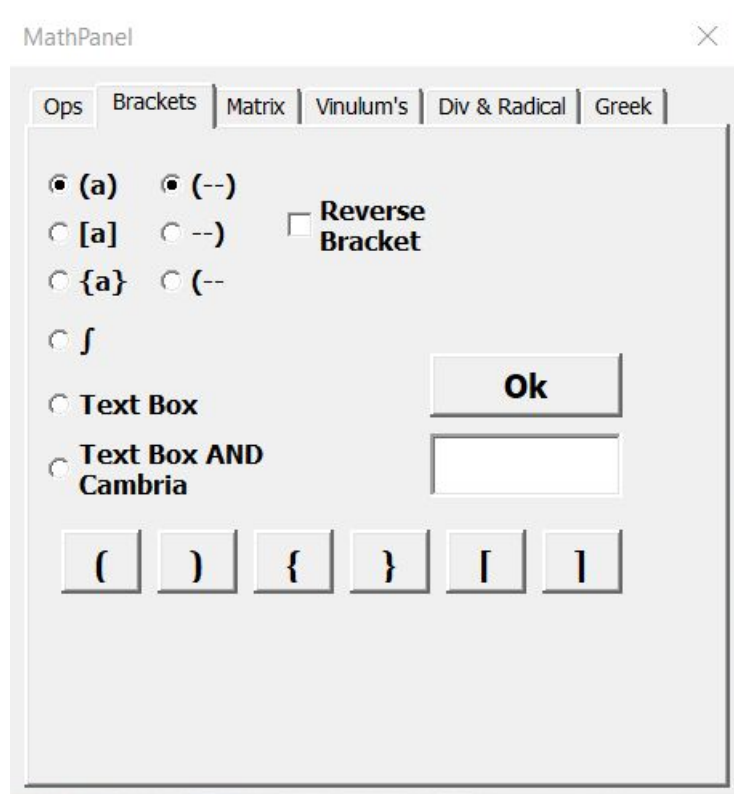 MathPanel
Ops Brackets Matrix Vinulum's Div & Radical Greek
(a) (--)
[a] --)
Reverse
Bracket
{a} (--
∫
Ok
Text Box
Text Box AND
Cambria
( ) { } [ ]